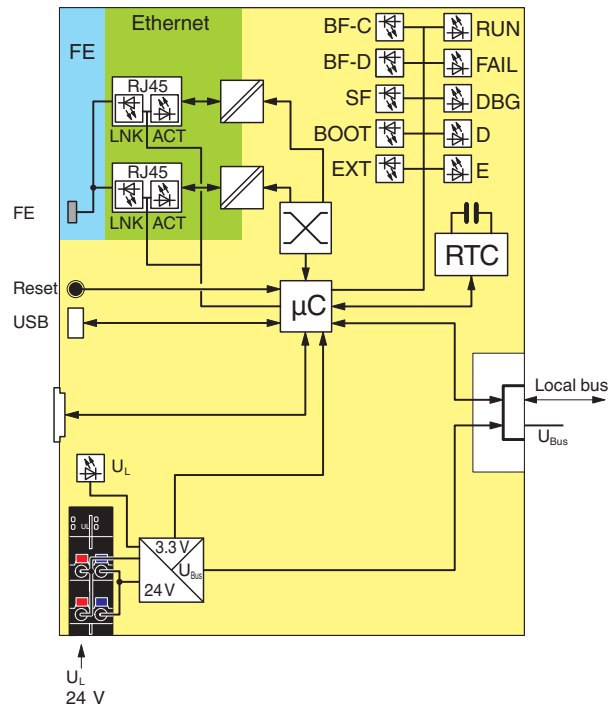 Ethernet
FE
RJ45
LNK ACT
RJ45
LNK ACT
FE
BF-C
RUN
BF-D
FAIL
SF
DBG
BOOT
D
EXT
E
RTC
Reset
µC
USB
Local bus
UBus
UL
UL
3.3 V
UBus
24 V
UL
24 V